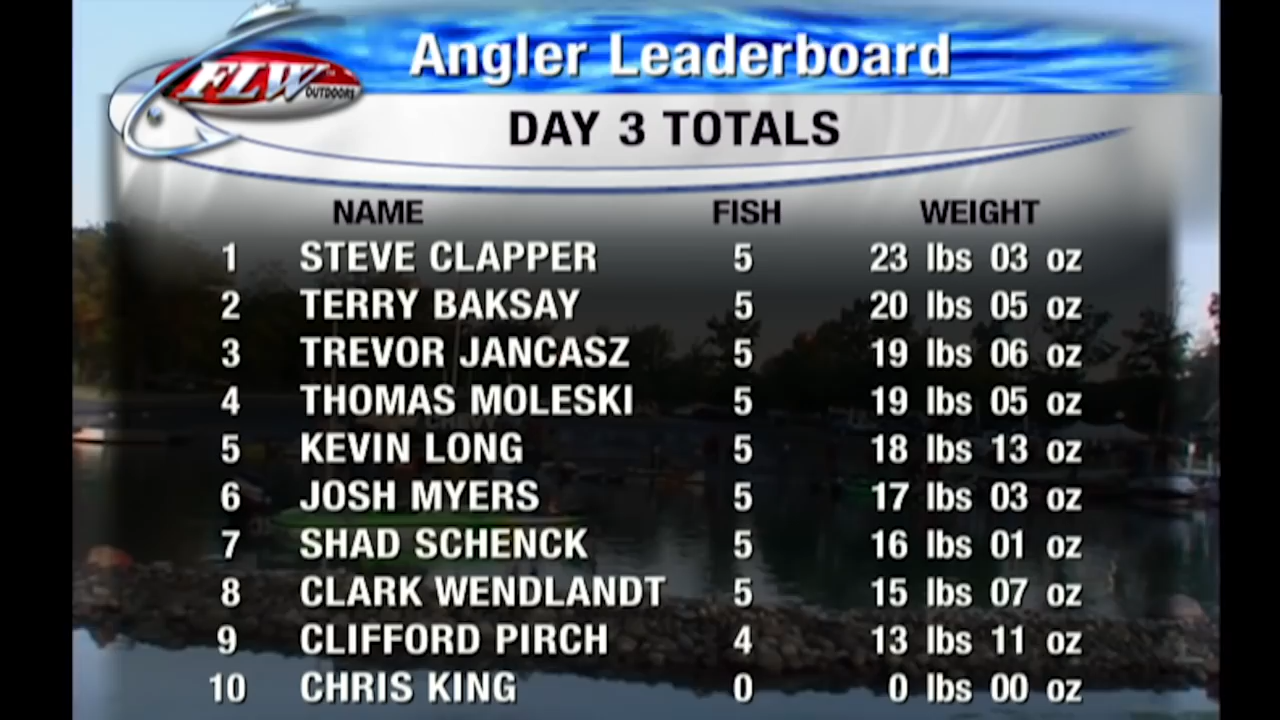 FLW OUTDOORS
Angler Leaderboard
DAY 3 TOTALS
NAME FISH WEIGHT
1 STEVE CLAPPER 5 23 lbs 03 oz
2 TERRY BAKSAY 5 20 lbs 05 oz
3 TREVOR JANCASZ 5 19 lbs 06 oz
4 THOMAS MOLESKI 5 19 lbs 05 oz
5 KEVIN LONG 5 18 lbs 13 oz
6 JOSH MYERS 5 17 lbs 03 oz
7 SHAD SCHENCK 5 16 lbs 01 oz
8 CLARK WENDLANDT 5 15 lbs 07 oz
9 CLIFFORD PIRCH 4 13 lbs 11 oz
10 CHRIS KING 0 0 lbs 00 oz